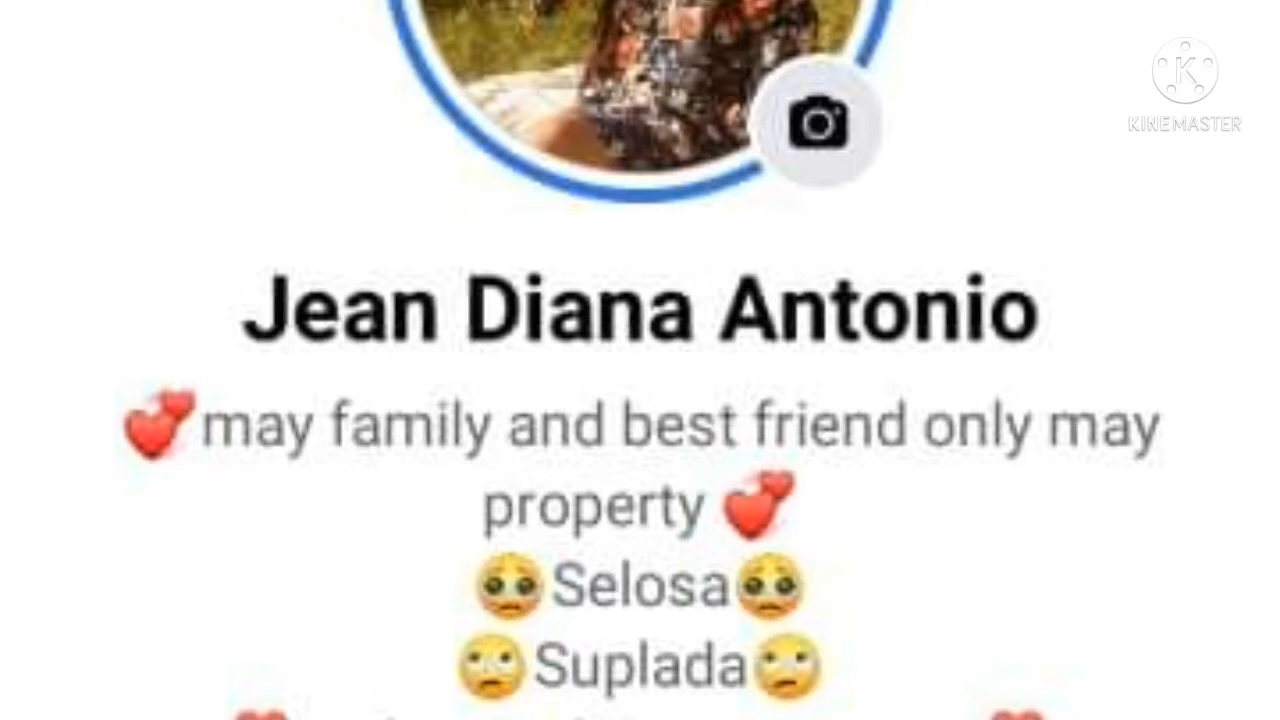 KINEMASTER
Jean Diana Antonio
💞may family and best friend only may
property 💞
🥺Selosa🥺
🙄Suplada🙄